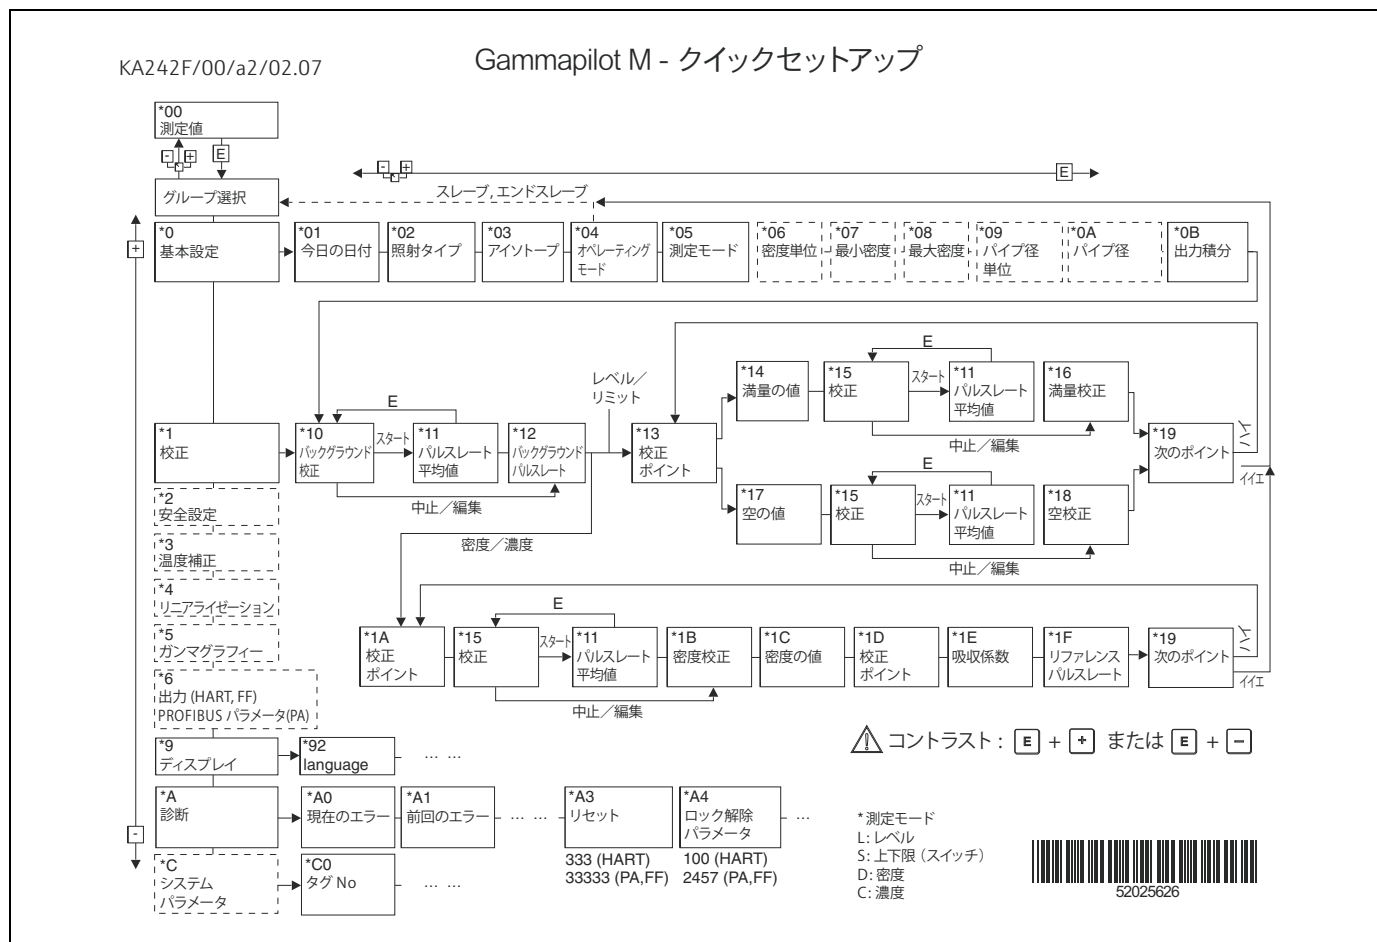 KA242F/00/a2/02.07
Gammapilot M - クイックセットアップ
*00
測定値
- +
E
- +
E
グループ選択
スレーブ, エンドスレーブ
+
*0
基本設定
*01
今日の日付
*02
照射タイプ
*03
アイソトープ
*04
オペレーティング
モード
*05
測定モード
*06
密度単位
*07
最小密度
*08
最大密度
*09
パイプ径
単位
*0A
パイプ径
*0B
出力積分
レベル／
リミット
*1
校正
*10
バックグラウンド
校正
スタート
E
*11
パルスレート
平均値
*12
バックグラウンド
パルスレート
中止／編集
*13
校正
ポイント
*14
満量の値
*15
校正
スタート
E
*11
パルスレート
平均値
*16
満量校正
中止／編集
*17
空の値
*15
校正
スタート
E
*11
パルスレート
平均値
*18
空校正
中止／編集
*19
次のポイント
ハイ
イイエ
密度／濃度
*2
安全設定
*3
温度補正
*4
リニアライゼーション
*5
ガンマグラフィー
*6
出力 (HART, FF)
PROFIBUS パラメータ(PA)
*1A
校正
ポイント
*15
校正
スタート
E
*11
パルスレート
平均値
*1B
密度校正
*1C
密度の値
*1D
校正
ポイント
*1E
吸収係数
*1F
リファレンス
パルスレート
*19
次のポイント
ハイ
イイエ
中止／編集
コントラスト : E + + または E + -
*9
ディスプレイ
*92
language
... ...
*A
診断
*A0
現在のエラー
*A1
前回のエラー
... ...
*A3
リセット
*A4
ロック解除
パラメータ
...
333 (HART)
33333 (PA,FF)
100 (HART)
2457 (PA,FF)
-
*C
システム
パラメータ
*C0
タグ No
... ...
* 測定モード
L: レベル
S: 上下限（スイッチ）
D: 密度
C: 濃度
52025626